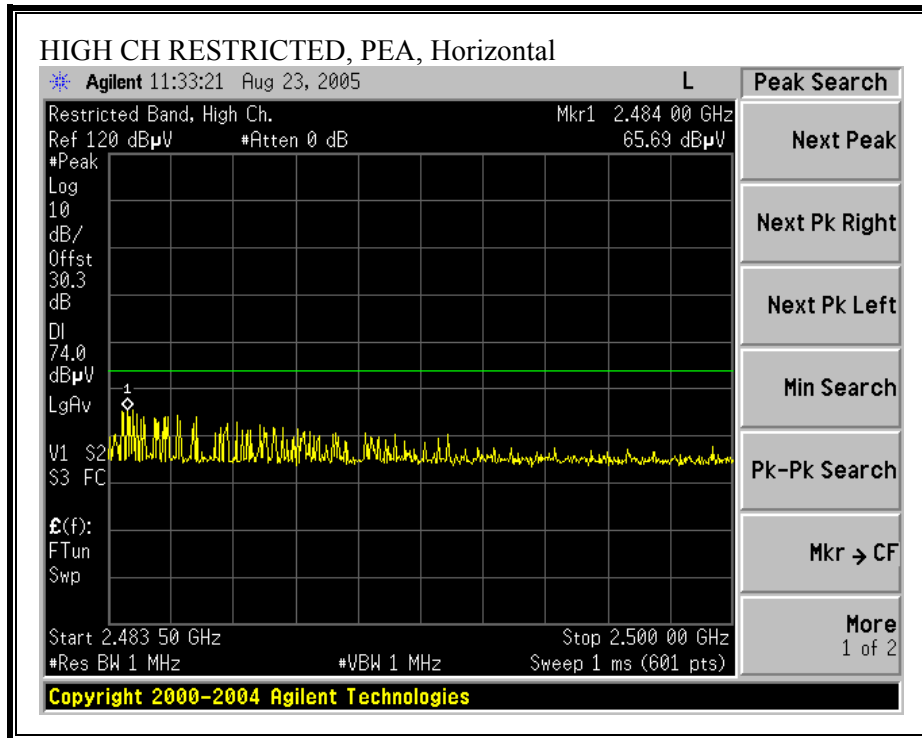 HIGH CH RESTRICTED, PEA, Horizontal
Agilent 11:33:21 Aug 23, 2005 L
Peak Search
Restricted Band, High Ch. Mkr1 2.484 00 GHz
Ref 120 dBµV #Atten 0 dB 65.69 dBµV
#Peak
Log
10
dB/
Offst
30.3
dB
DI
74.0
dBµV
LgAv
1
V1 S2
S3 FC
£(f):
FTun
Swp
Start 2.483 50 GHz Stop 2.500 00 GHz
#Res BW 1 MHz #VBW 1 MHz Sweep 1 ms (601 pts)
Copyright 2000-2004 Agilent Technologies
Next Peak
Next Pk Right
Next Pk Left
Min Search
Pk-Pk Search
Mkr → CF
More
1 of 2